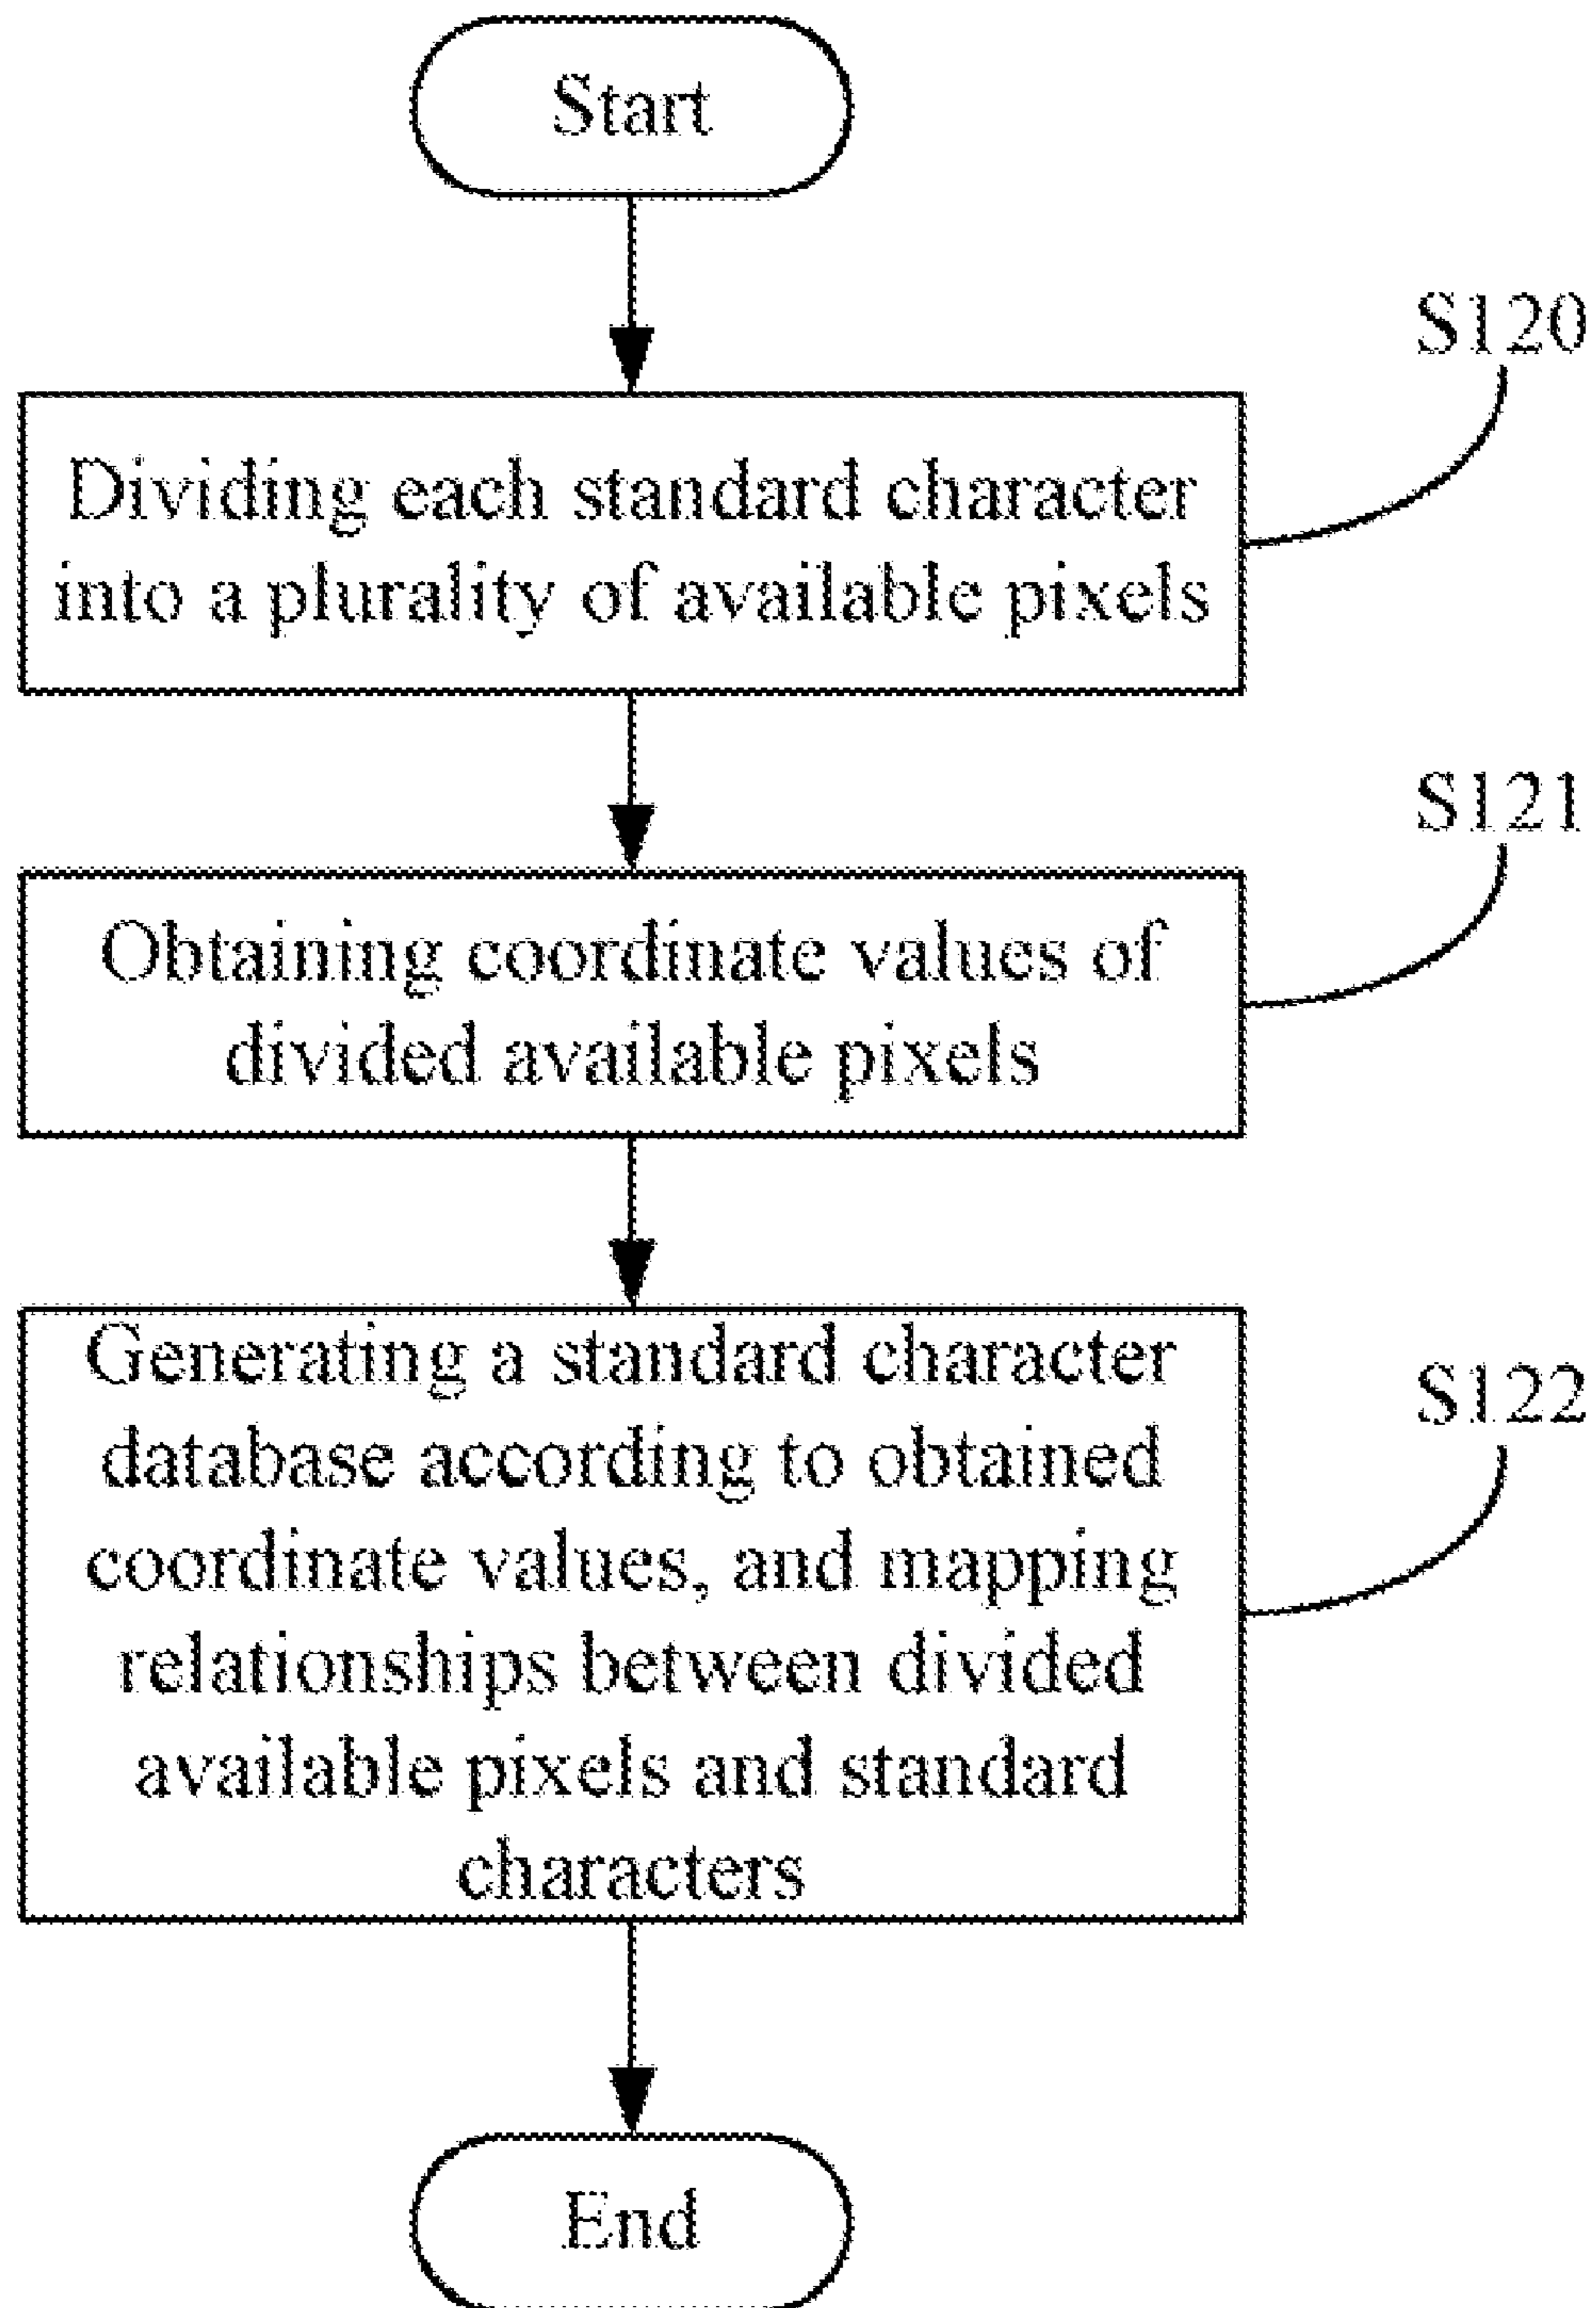 Start
S120
Dividing each standard character
into a plurality of available pixels
S121
Obtaining coordinate values of
divided available pixels
Generating a standard character
S122
database according to obtained
coordinate values, and mapping
relationships between divided
available pixels and standard
characters
End